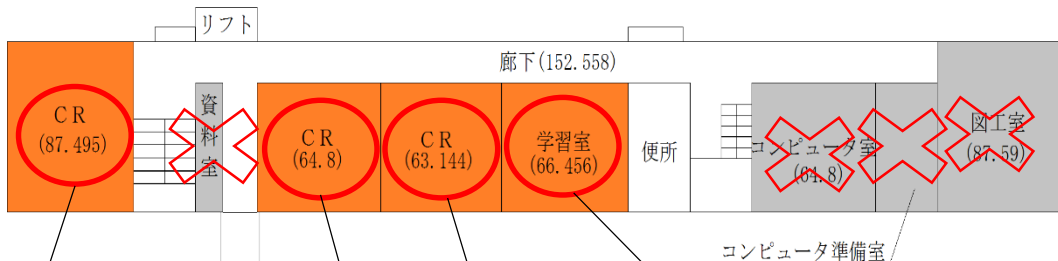 リフト
廊下(152.558)
CR
(87.495)
資料室
CR
(64.8)
CR
(63.144)
学習室
(66.456)
便所
コンピュータ室
(64.8)
図工室
(87.59)
コンピュータ準備室